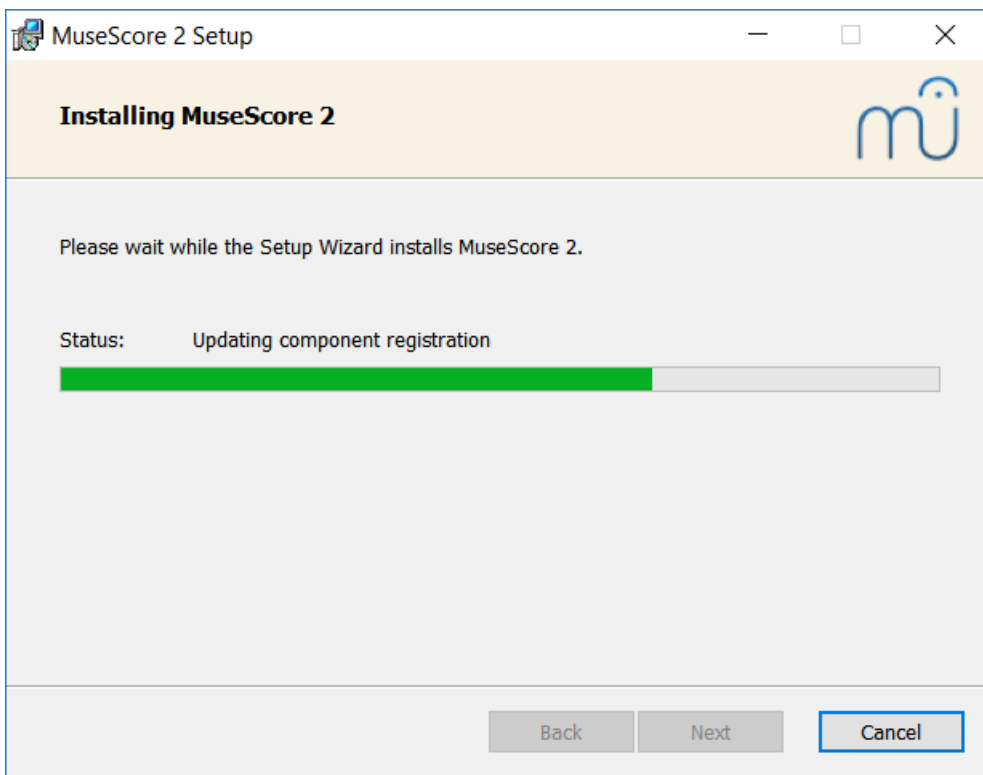 MuseScore 2 Setup
Installing MuseScore 2
Please wait while the Setup Wizard installs MuseScore 2.
Status: Updating component registration
Back Next Cancel